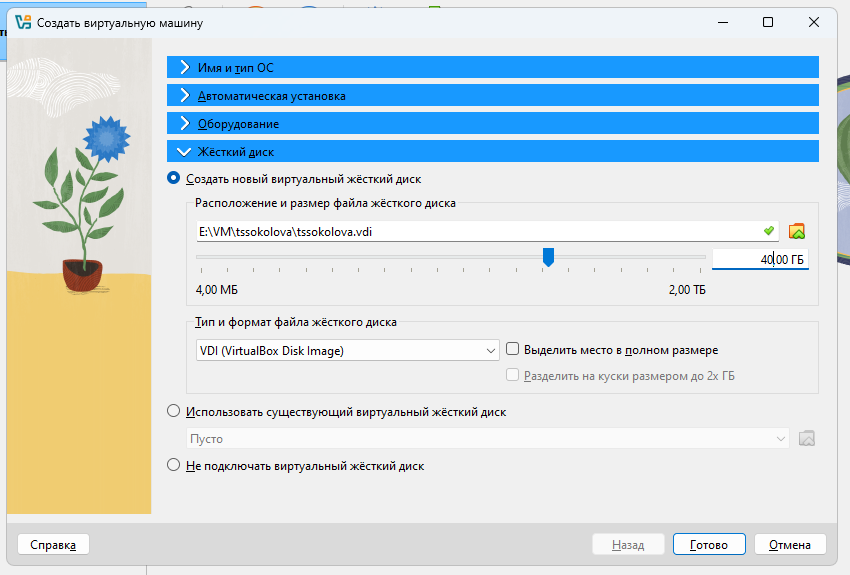 Создать виртуальную машину
Имя и тип ОС
Автоматическая установка
Оборудование
Жёсткий диск
Создать новый виртуальный жёсткий диск
Расположение и размер файла жёсткого диска
E:\VM\tssokolova\tssokolova.vdi
40,00 ГБ
4,00 МБ 2,00 ТБ
Тип и формат файла жёсткого диска
VDI (VirtualBox Disk Image) Выделить место в полном размере
Разделить на куски размером до 2х ГБ
Использовать существующий виртуальный жёсткий диск
Пусто
Не подключать виртуальный жёсткий диск
Справка Назад Готово Отмена